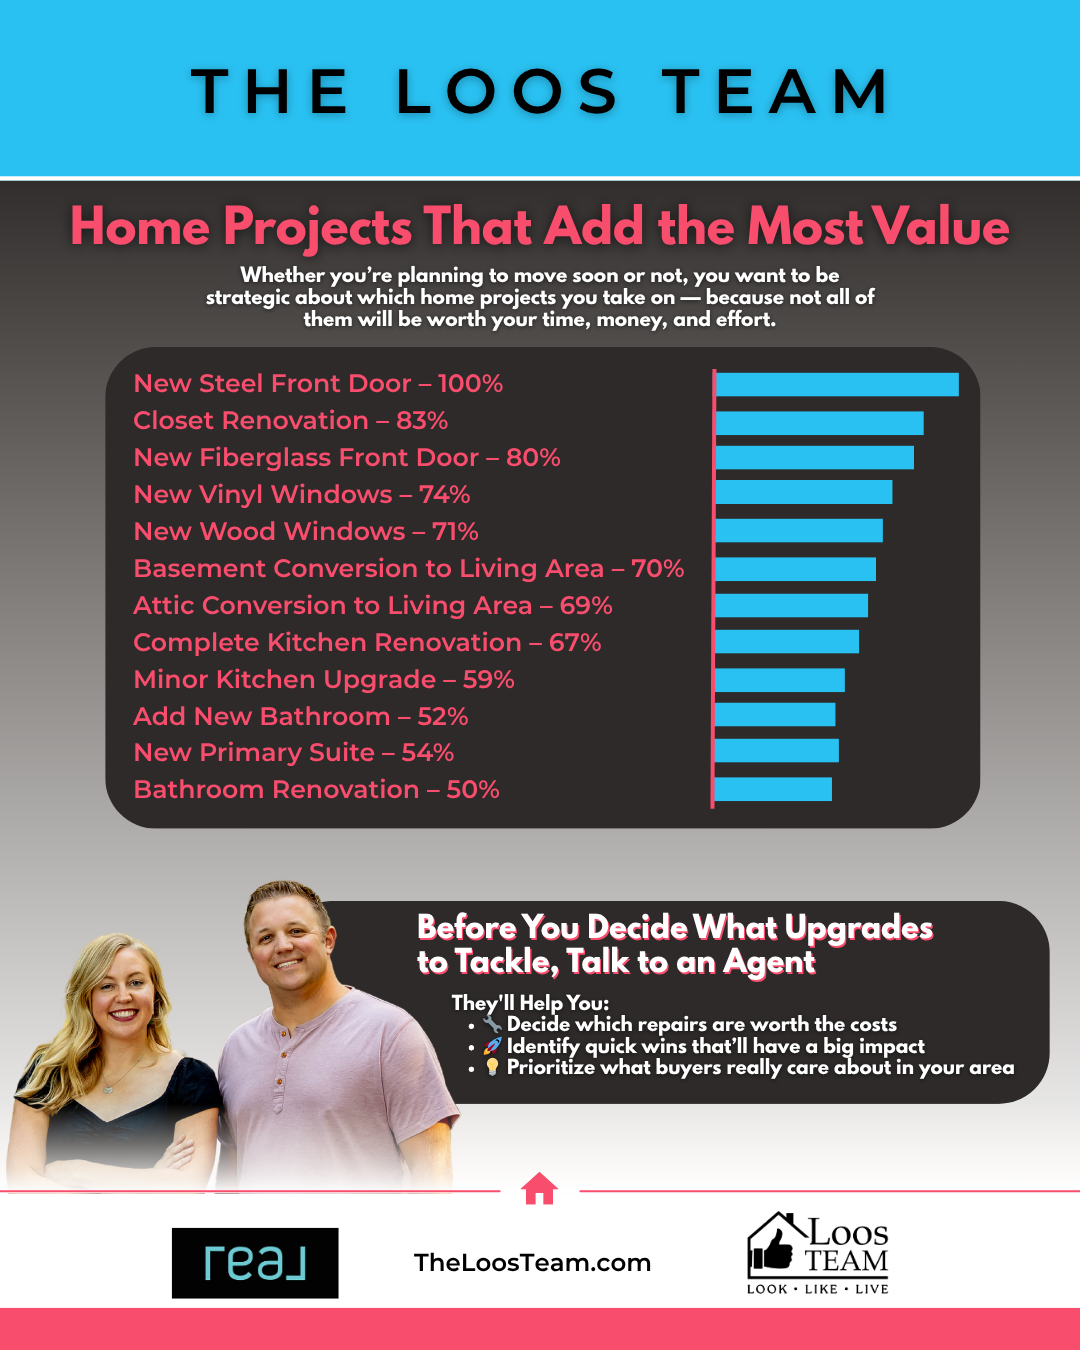 THE LOOS TEAM
Home Projects That Add the Most Value
Whether you’re planning to move soon or not, you want to be
strategic about which home projects you take on — because not all of
them will be worth your time, money, and effort.
New Steel Front Door – 100%
Closet Renovation – 83%
New Fiberglass Front Door – 80%
New Vinyl Windows – 74%
New Wood Windows – 71%
Basement Conversion to Living Area – 70%
Attic Conversion to Living Area – 69%
Complete Kitchen Renovation – 67%
Minor Kitchen Upgrade – 59%
Add New Bathroom – 52%
New Primary Suite – 54%
Bathroom Renovation – 50%
Before You Decide What Upgrades
to Tackle, Talk to an Agent
They'll Help You:
• 🔧 Decide which repairs are worth the costs
• 🚀 Identify quick wins that’ll have a big impact
• 💡 Prioritize what buyers really care about in your area
real
TheLoosTeam.com
LOOS
TEAM
LOOK • LIKE • LIVE